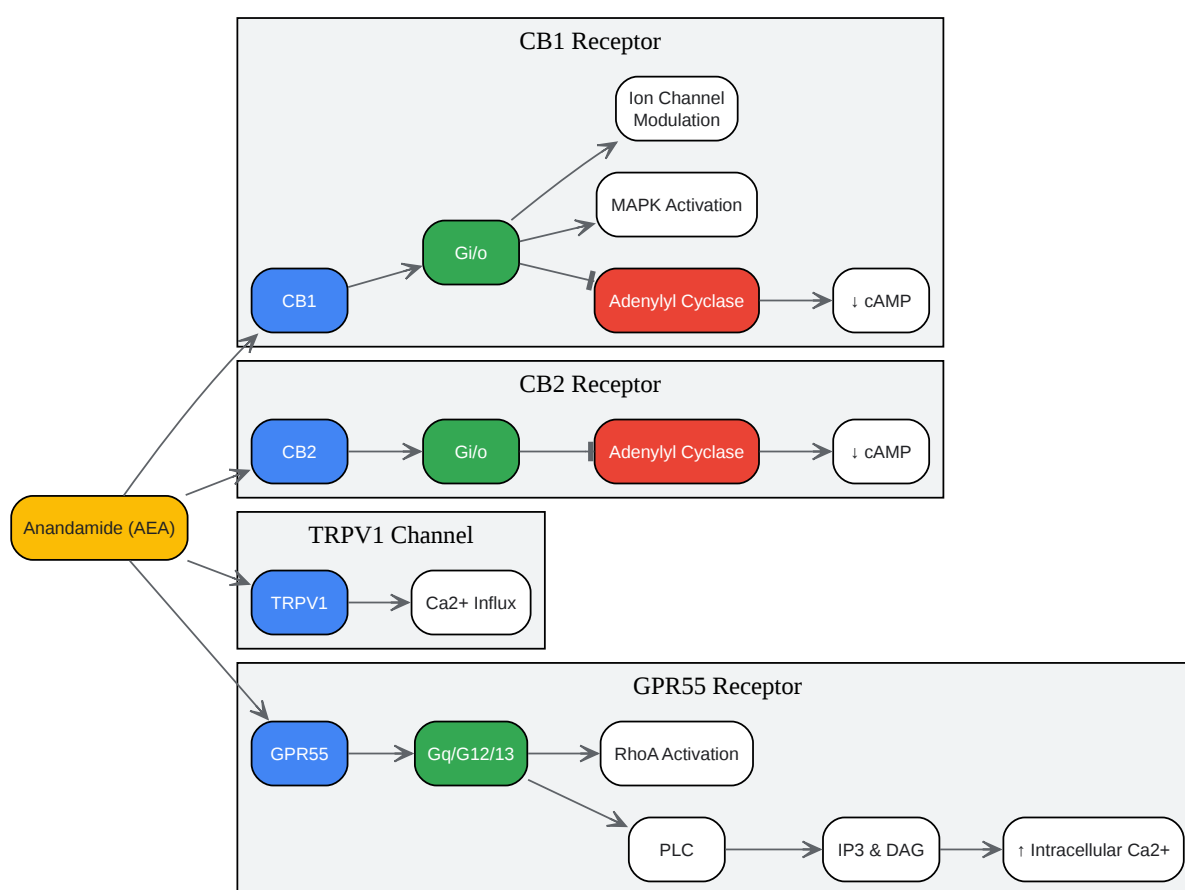 CB1 Receptor
Ion Channel
Modulation
MAPK Activation
Gi/o
CB1
Adenylyl Cyclase
↓ cAMP
CB2 Receptor
CB2
Gi/o
Adenylyl Cyclase
↓ cAMP
Anandamide (AEA)
TRPV1 Channel
TRPV1
Ca2+ Influx
GPR55 Receptor
GPR55
Gq/G12/13
RhoA Activation
PLC
IP3 & DAG
↑ Intracellular Ca2+